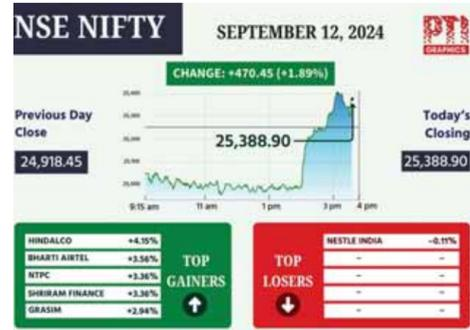 NSE NIFTY
SEPTEMBER 12, 2024
PTI
GRAPHICS
CHANGE: +470.45 (+1.89%)
Previous Day
Close
24,918.45
25,388.90
Today's
Closing
25,388.90
9:15 am 11 am 1 pm 3 pm 4 pm
HINDALCO +4.15%
BHARTI AIRTEL +3.56%
NTPC +3.36%
SHRIRAM FINANCE +3.36%
GRASIM +2.94%
TOP
GAINERS
TOP
LOSERS
NESTLE INDIA -0.11%
- -
- -
- -
- -